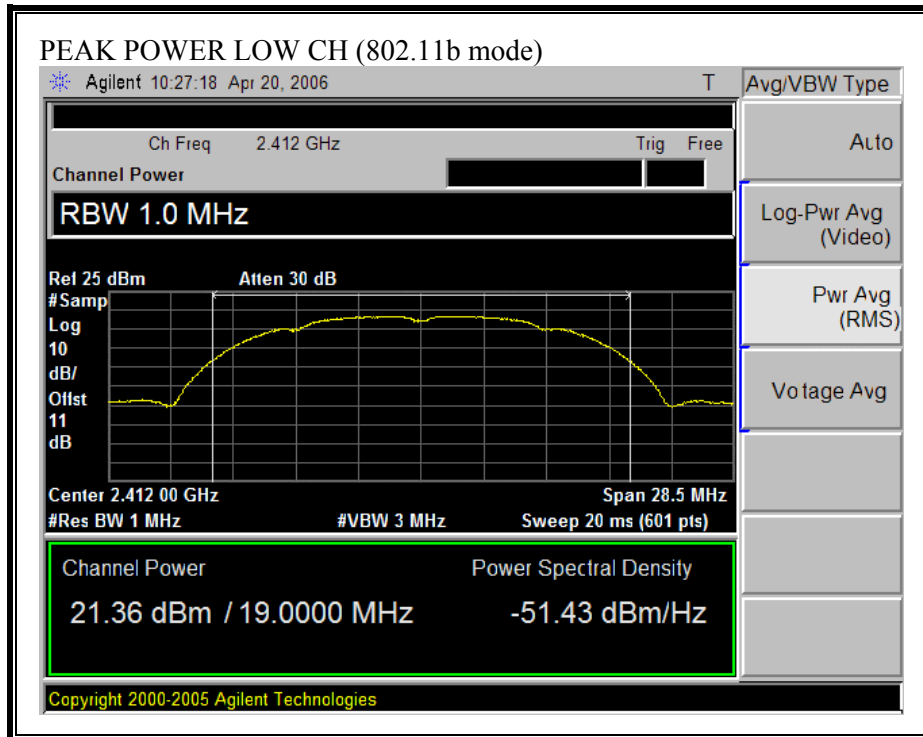 PEAK POWER LOW CH (802.11b mode)
Agilent 10:27:18 Apr 20, 2006 T
Avg/VBW Type
Ch Freq 2.412 GHz Trig Free
Auto
Channel Power
RBW 1.0 MHz
Log-Pwr Avg
(Video)
Ref 25 dBm Atten 30 dB
#Samp
Log
10
dB/
Offst
11
dB
Pwr Avg
(RMS)
Voltage Avg
Center 2.412 00 GHz Span 28.5 MHz
#Res BW 1 MHz #VBW 3 MHz Sweep 20 ms (601 pts)
Channel Power Power Spectral Density
21.36 dBm / 19.0000 MHz -51.43 dBm/Hz
Copyright 2000-2005 Agilent Technologies